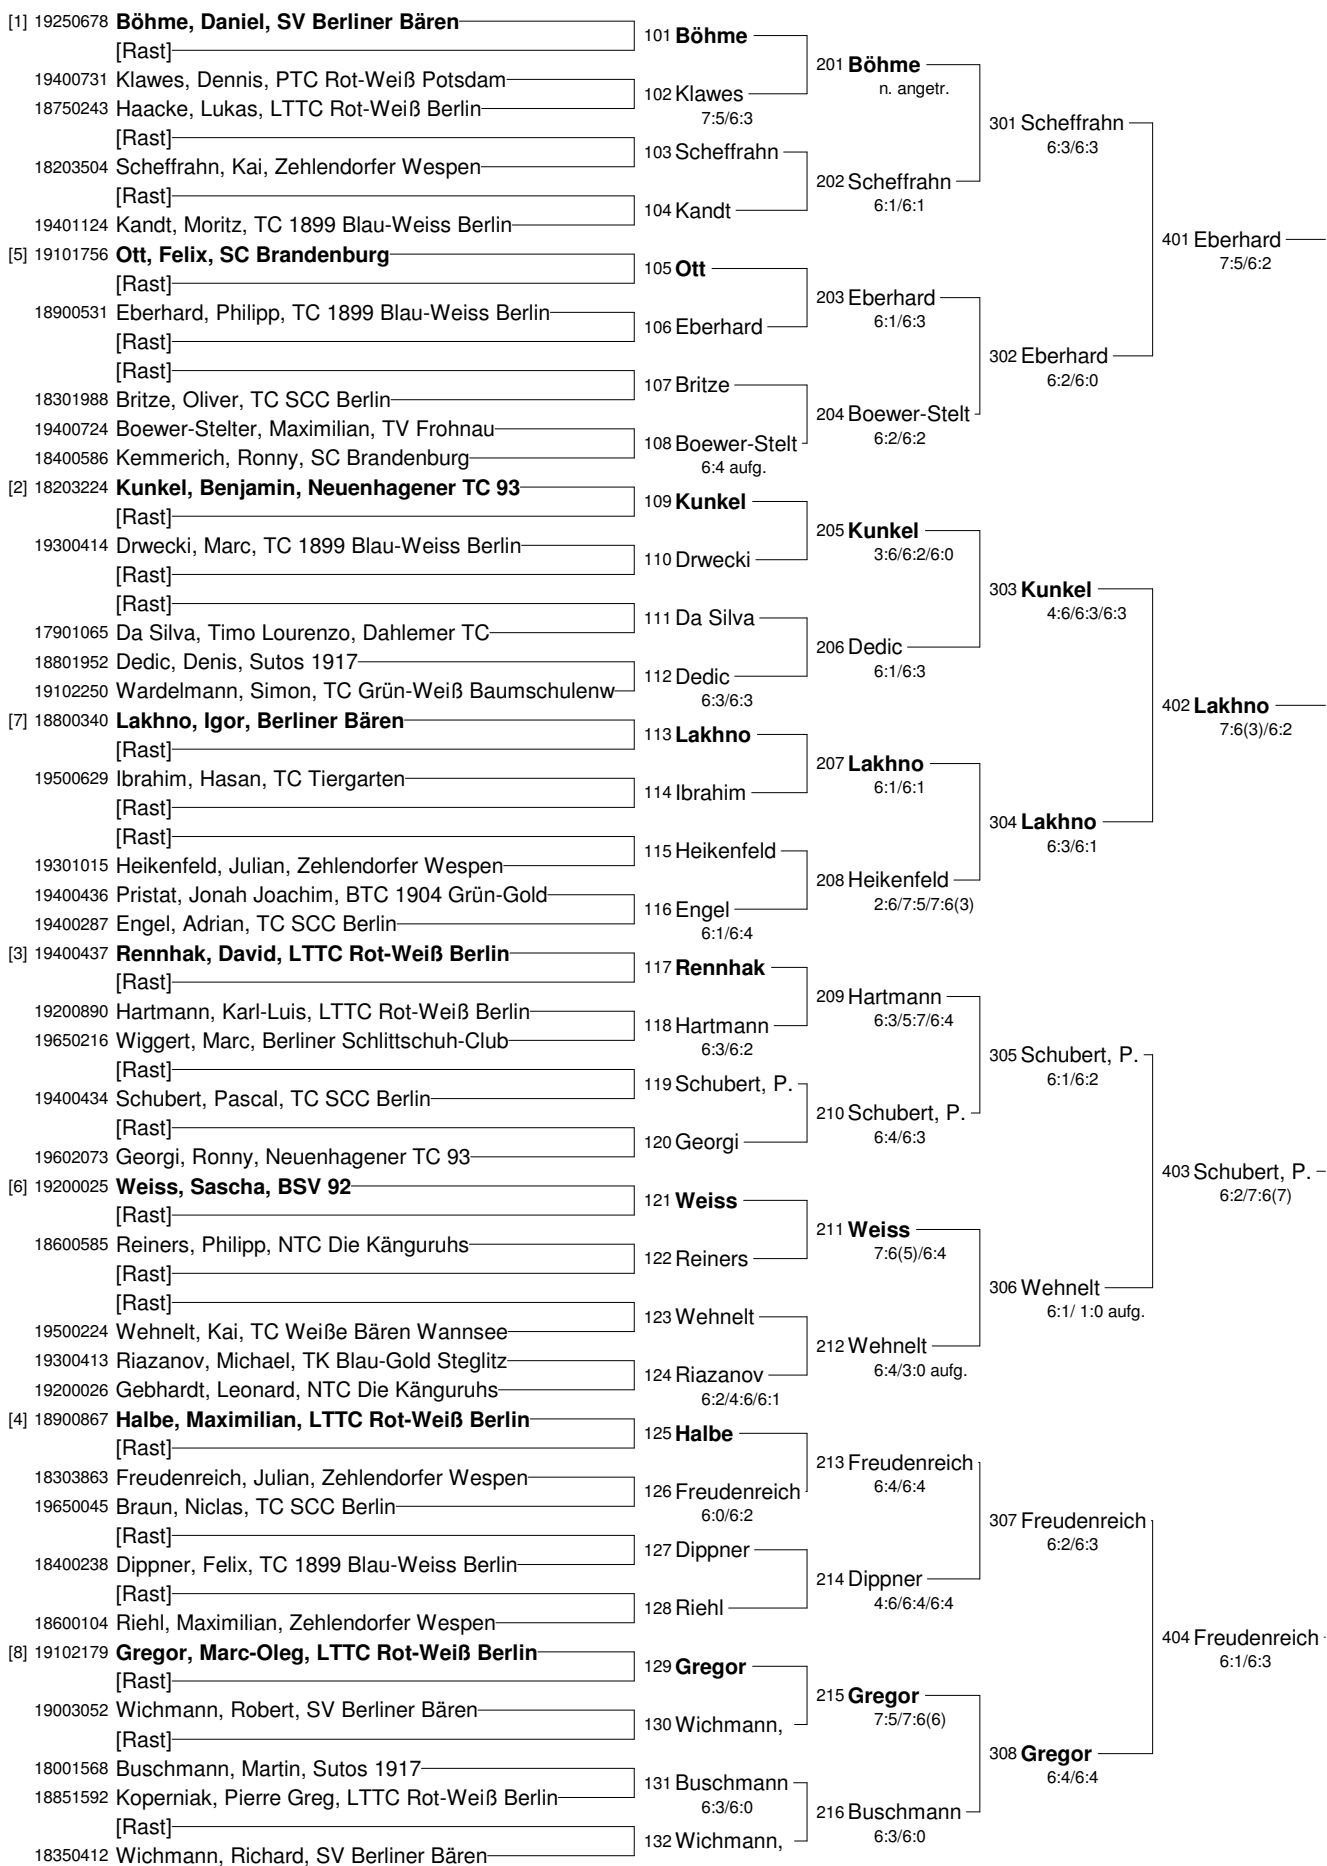 [1] 19250678 Böhme, Daniel, SV Berliner Bären
[Rast]
19400731 Klawes, Dennis, PTC Rot-Weiß Potsdam
18750243 Haacke, Lukas, LTTC Rot-Weiß Berlin
[Rast]
18203504 Scheffrahn, Kai, Zehlendorfer Wespen
[Rast]
19401124 Kandt, Moritz, TC 1899 Blau-Weiss Berlin
[5] 19101756 Ott, Felix, SC Brandenburg
[Rast]
18900531 Eberhard, Philipp, TC 1899 Blau-Weiss Berlin
[Rast]
[Rast]
18301988 Britze, Oliver, TC SCC Berlin
19400724 Boewer-Stelter, Maximilian, TV Frohnau
18400586 Kemmerich, Ronny, SC Brandenburg
[2] 18203224 Kunkel, Benjamin, Neuenhagener TC 93
[Rast]
19300414 Drwecki, Marc, TC 1899 Blau-Weiss Berlin
[Rast]
[Rast]
17901065 Da Silva, Timo Lourenzo, Dahlemer TC
18801952 Dedic, Denis, Sutos 1917
19102250 Wardelmann, Simon, TC Grün-Weiß Baumschulenw
[7] 18800340 Lakhno, Igor, Berliner Bären
[Rast]
19500629 Ibrahim, Hasan, TC Tiergarten
[Rast]
[Rast]
19301015 Heikenfeld, Julian, Zehlendorfer Wespen
19400436 Pristat, Jonah Joachim, BTC 1904 Grün-Gold
19400287 Engel, Adrian, TC SCC Berlin
[3] 19400437 Rennhak, David, LTTC Rot-Weiß Berlin
[Rast]
19200890 Hartmann, Karl-Luis, LTTC Rot-Weiß Berlin
19650216 Wiggert, Marc, Berliner Schlittschuh-Club
[Rast]
19400434 Schubert, Pascal, TC SCC Berlin
[Rast]
19602073 Georgi, Ronny, Neuenhagener TC 93
[6] 19200025 Weiss, Sascha, BSV 92
[Rast]
18600585 Reiners, Philipp, NTC Die Känguruhs
[Rast]
[Rast]
19500224 Wehnelt, Kai, TC Weiße Bären Wannsee
19300413 Riazanov, Michael, TK Blau-Gold Steglitz
19200026 Gebhardt, Leonard, NTC Die Känguruhs
[4] 18900867 Halbe, Maximilian, LTTC Rot-Weiß Berlin
[Rast]
18303863 Freudenreich, Julian, Zehlendorfer Wespen
19650045 Braun, Niclas, TC SCC Berlin
[Rast]
18400238 Dippner, Felix, TC 1899 Blau-Weiss Berlin
[Rast]
18600104 Riehl, Maximilian, Zehlendorfer Wespen
[8] 19102179 Gregor, Marc-Oleg, LTTC Rot-Weiß Berlin
[Rast]
19003052 Wichmann, Robert, SV Berliner Bären
[Rast]
18001568 Buschmann, Martin, Sutos 1917
18851592 Koperniak, Pierre Greg, LTTC Rot-Weiß Berlin
[Rast]
18350412 Wichmann, Richard, SV Berliner Bären
101 Böhme
102 Klawes
7:5/6:3
103 Scheffrahn
104 Kandt
105 Ott
106 Eberhard
107 Britze
108 Boewer-Stelt
6:4 aufg.
109 Kunkel
110 Drwecki
111 Da Silva
112 Dedic
6:3/6:3
113 Lakhno
114 Ibrahim
115 Heikenfeld
116 Engel
6:1/6:4
117 Rennhak
118 Hartmann
6:3/6:2
119 Schubert, P.
120 Georgi
121 Weiss
122 Reiners
123 Wehnelt
124 Riazanov
6:2/4:6/6:1
125 Halbe
126 Freudenreich
6:0/6:2
127 Dippner
128 Riehl
129 Gregor
130 Wichmann,
131 Buschmann
6:3/6:0
132 Wichmann,
201 Böhme
n. angetr.
202 Scheffrahn
6:1/6:1
203 Eberhard
6:1/6:3
204 Boewer-Stelt
6:2/6:2
205 Kunkel
3:6/6:2/6:0
206 Dedic
6:1/6:3
207 Lakhno
6:1/6:1
208 Heikenfeld
2:6/7:5/7:6(3)
209 Hartmann
6:3/5:7/6:4
210 Schubert, P.
6:4/6:3
211 Weiss
7:6(5)/6:4
212 Wehnelt
6:4/3:0 aufg.
213 Freudenreich
6:4/6:4
214 Dippner
4:6/6:4/6:4
215 Gregor
7:5/7:6(6)
216 Buschmann
6:3/6:0
301 Scheffrahn
6:3/6:3
302 Eberhard
6:2/6:0
303 Kunkel
4:6/6:3/6:3
304 Lakhno
6:3/6:1
305 Schubert, P.
6:1/6:2
306 Wehnelt
6:1/ 1:0 aufg.
307 Freudenreich
6:2/6:3
308 Gregor
6:4/6:4
401 Eberhard
7:5/6:2
402 Lakhno
7:6(3)/6:2
403 Schubert, P.
6:2/7:6(7)
404 Freudenreich
6:1/6:3